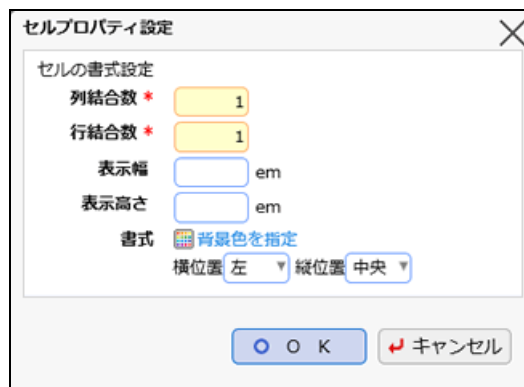 セルプロパティ設定
セルの書式設定
列結合数 * 1
行結合数 * 1
表示幅 em
表示高さ em
書式 背景色を指定
横位置 左 縦位置 中央
O K キャンセル